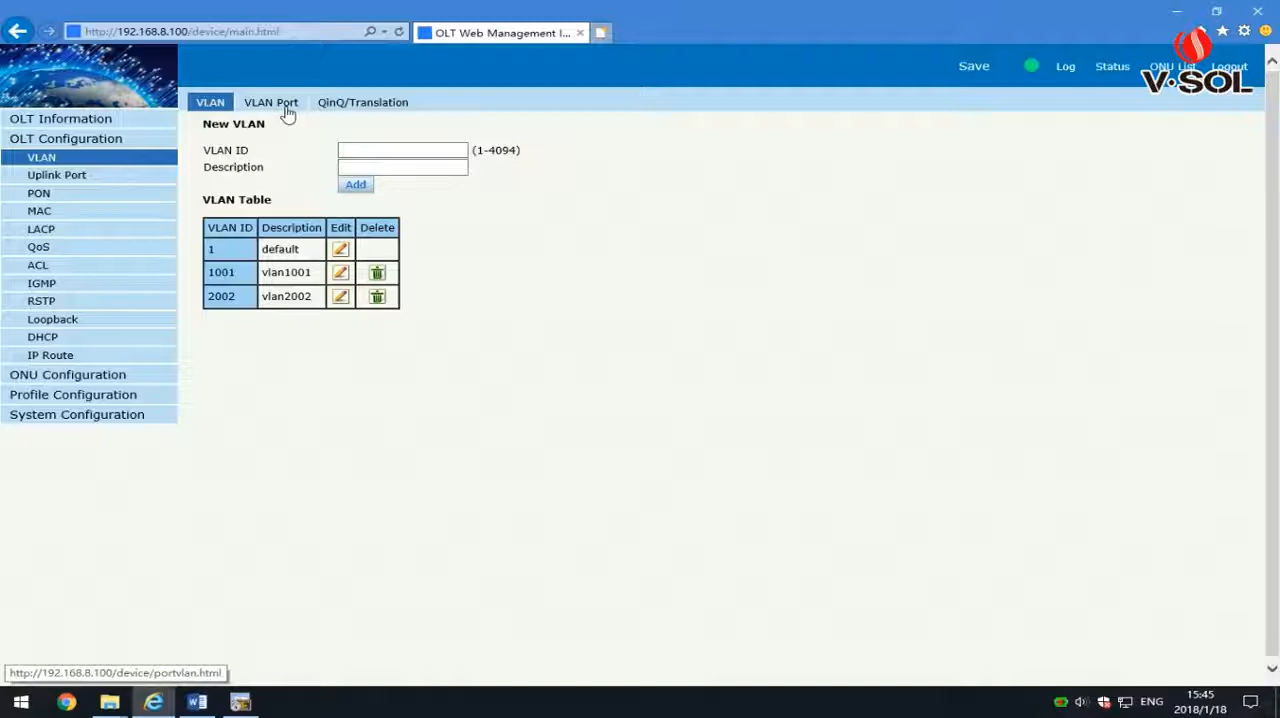 http://192.168.8.100/device/main.html
OLT Web Management I...
V·SOL
Save Log Status ONU List Logout
VLAN VLAN Port QinQ/Translation
OLT Information
OLT Configuration
VLAN
Uplink Port
PON
MAC
LACP
QoS
ACL
IGMP
RSTP
Loopback
DHCP
IP Route
ONU Configuration
Profile Configuration
System Configuration
New VLAN
VLAN ID (1-4094)
Description
Add
VLAN Table
VLAN ID Description Edit Delete
1 default
1001 vlan1001
2002 vlan2002
http://192.168.8.100/device/portvlan.html
ENG
15:45
2018/1/18